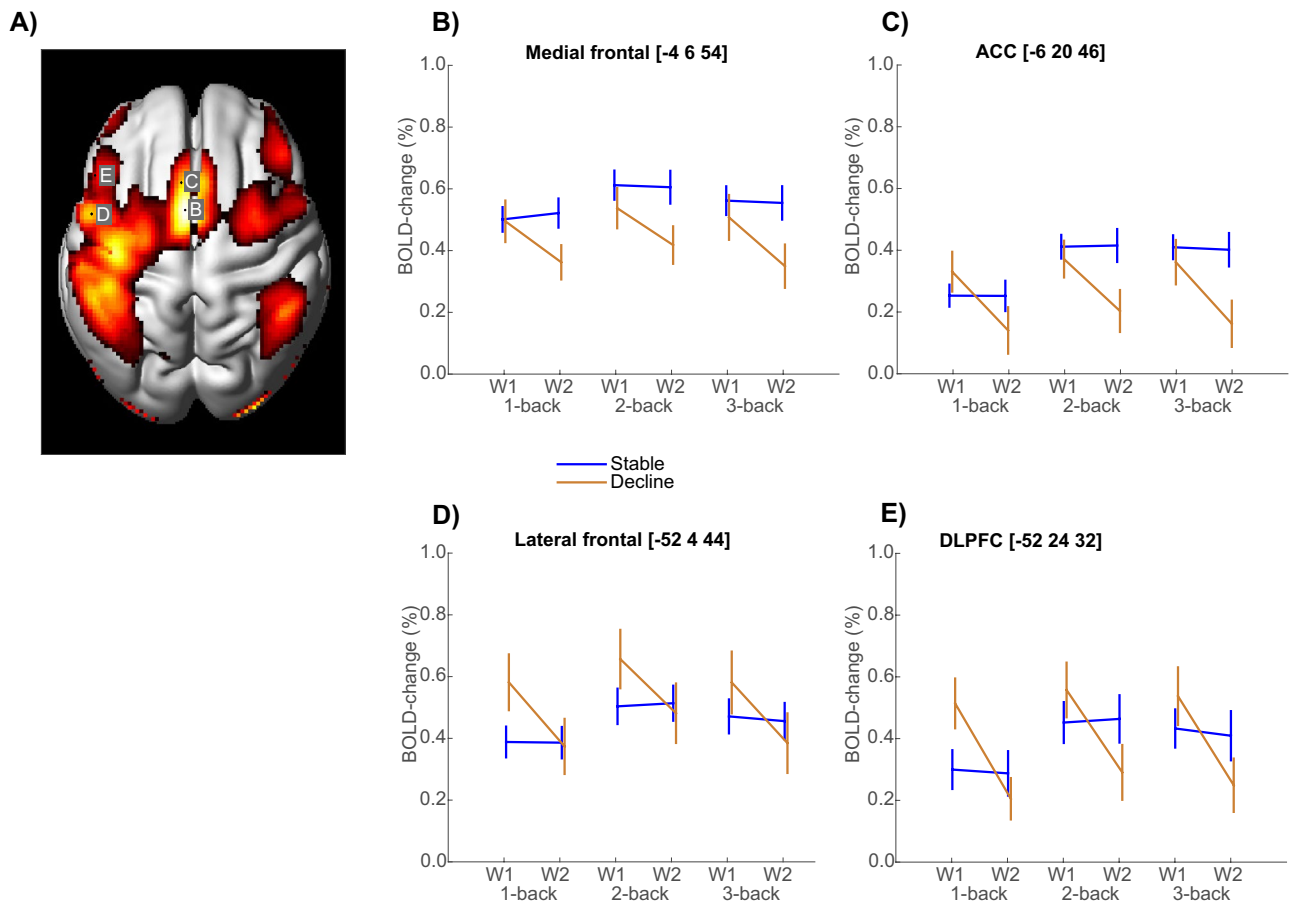 A)
E
C
D
B
B)
Medial frontal [-4 6 54]
BOLD-change (%)
1.0
0.8
0.6
0.4
0.2
0.0
W1 W2 W1 W2 W1 W2
1-back 2-back 3-back
C)
ACC [-6 20 46]
BOLD-change (%)
1.0
0.8
0.6
0.4
0.2
0.0
W1 W2 W1 W2 W1 W2
1-back 2-back 3-back
Stable
Decline
D)
Lateral frontal [-52 4 44]
BOLD-change (%)
1.0
0.8
0.6
0.4
0.2
0.0
W1 W2 W1 W2 W1 W2
1-back 2-back 3-back
E)
DLPFC [-52 24 32]
BOLD-change (%)
1.0
0.8
0.6
0.4
0.2
0.0
W1 W2 W1 W2 W1 W2
1-back 2-back 3-back